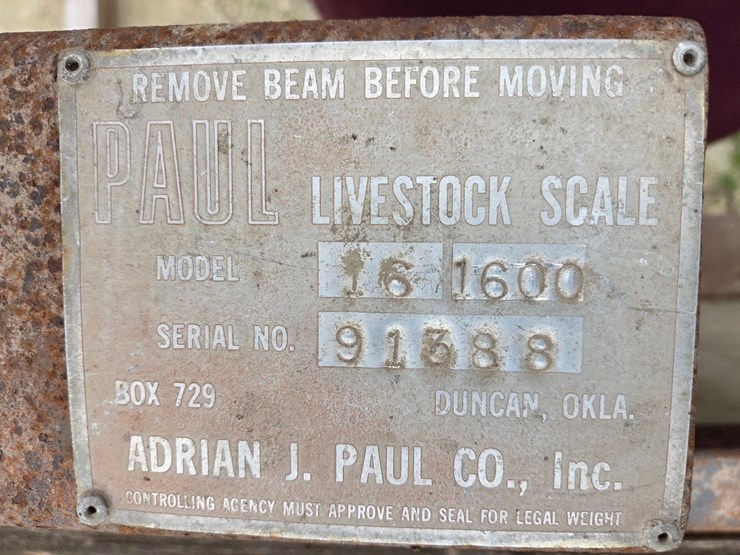 REMOVE BEAM BEFORE MOVING
PAUL LIVESTOCK SCALE
MODEL 16 1600
SERIAL NO. 91388
BOX 729 DUNCAN, OKLA.
ADRIAN J. PAUL CO., Inc.
CONTROLLING AGENCY MUST APPROVE AND SEAL FOR LEGAL WEIGHT